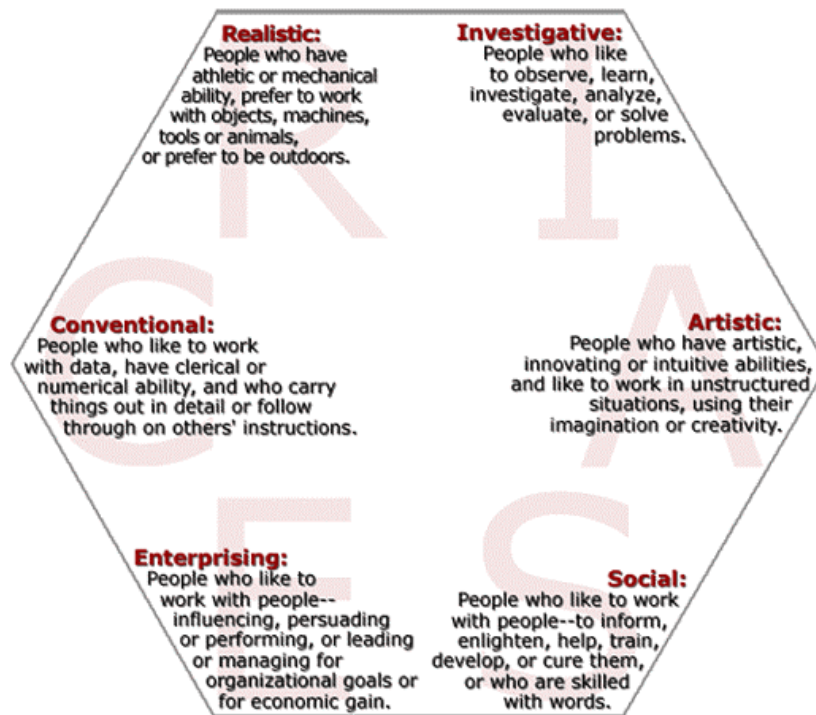 Realistic:
People who have
athletic or mechanical
ability, prefer to work
with objects, machines,
tools or animals,
or prefer to be outdoors.
Investigative:
People who like
to observe, learn,
investigate, analyze,
evaluate, or solve
problems.
R
I
Conventional:
People who like to work
with data, have clerical or
numerical ability, and who carry
things out in detail or follow
through on others' instructions.
C
Artistic:
People who have artistic,
innovating or intuitive abilities,
and like to work in unstructured
situations, using their
imagination or creativity.
A
Enterprising:
People who like to
work with people--
influencing, persuading
or performing, or leading
or managing for
organizational goals or
for economic gain.
E
Social:
People who like to work
with people--to inform,
enlighten, help, train,
develop, or cure them,
or who are skilled
with words.
S